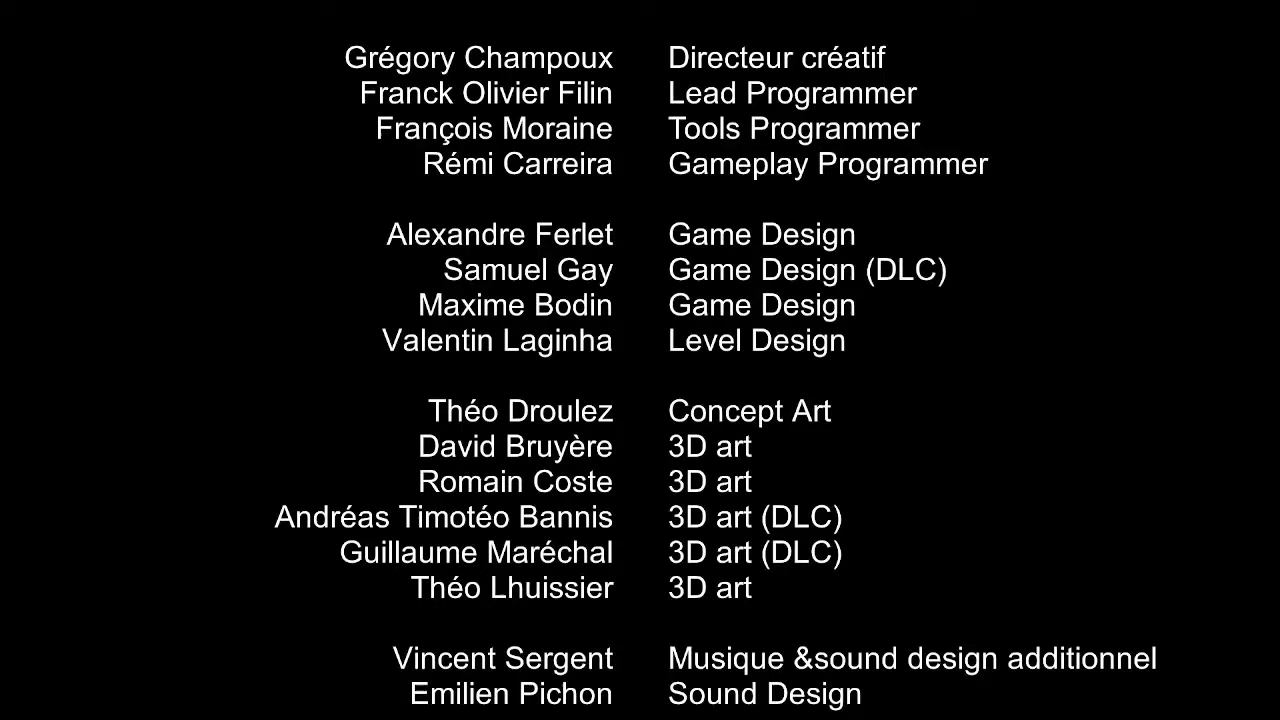 Grégory Champoux Directeur créatif
Franck Olivier Filin Lead Programmer
François Moraine Tools Programmer
Rémi Carreira Gameplay Programmer
Alexandre Ferlet Game Design
Samuel Gay Game Design (DLC)
Maxime Bodin Game Design
Valentin Laginha Level Design
Théo Droulez Concept Art
David Bruyère 3D art
Romain Coste 3D art
Andréas Timotéo Bannis 3D art (DLC)
Guillaume Maréchal 3D art (DLC)
Théo Lhuissier 3D art
Vincent Sergent Musique &sound design additionnel
Emilien Pichon Sound Design